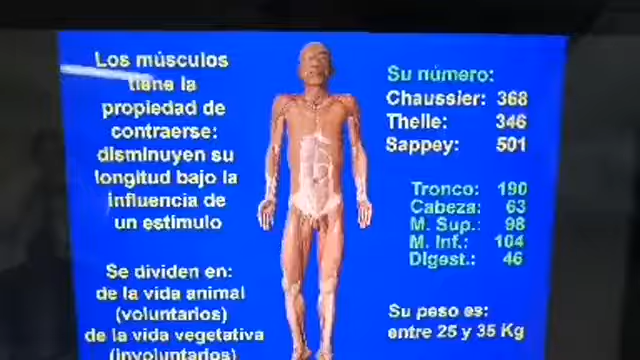 Los músculos
tiene la
propiedad de
contraerse:
disminuyen su
longitud bajo la
influencia de
un estímulo
Se dividen en:
de la vida animal
(voluntarios)
de la vida vegetativa
(involuntarios)
Su número:
Chaussier: 368
Theile: 346
Sappey: 501
Tronco: 190
Cabeza: 63
M. Sup.: 98
M. Inf.: 104
Digest.: 46
Su peso es:
entre 25 y 35 Kg